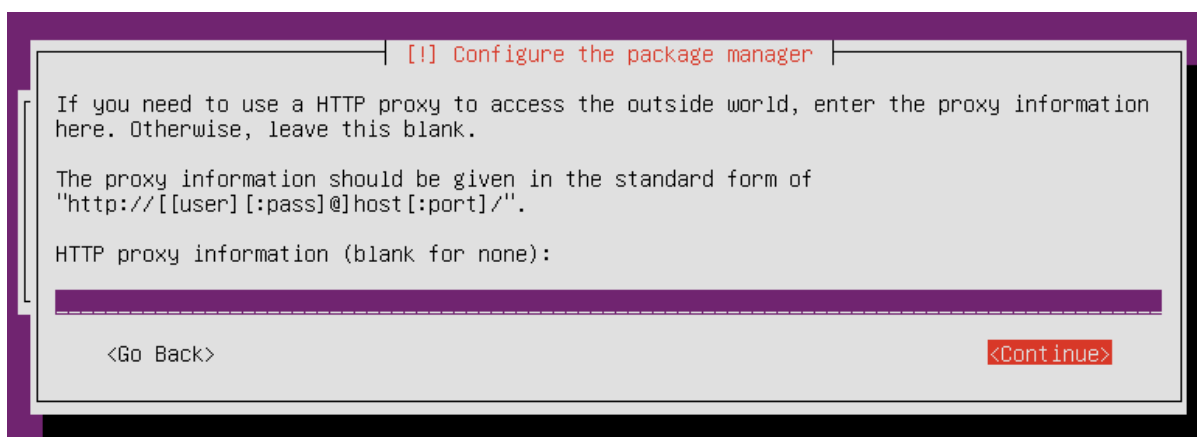 [!] Configure the package manager
If you need to use a HTTP proxy to access the outside world, enter the proxy information
here. Otherwise, leave this blank.
The proxy information should be given in the standard form of
"http://[[user][:pass]@]host[:port]/".
HTTP proxy information (blank for none):
<Go Back> <Continue>